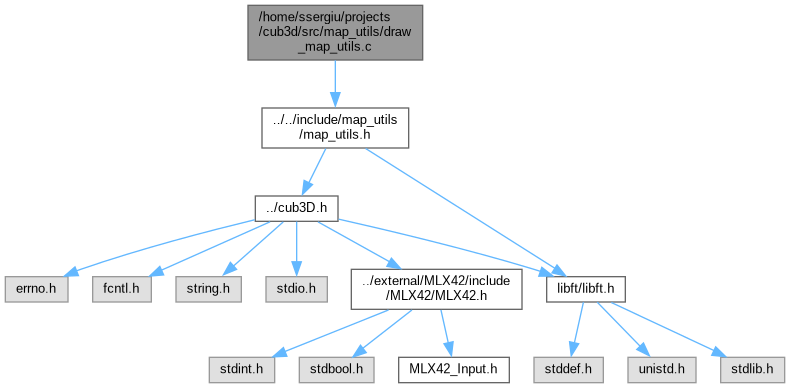 /home/ssergiu/projects
/cub3d/src/map_utils/draw
_map_utils.c
../../include/map_utils
/map_utils.h
../cub3D.h
errno.h
fcntl.h
string.h
stdio.h
../external/MLX42/include
/MLX42/MLX42.h
libft/libft.h
stdint.h
stdbool.h
MLX42_Input.h
stddef.h
unistd.h
stdlib.h